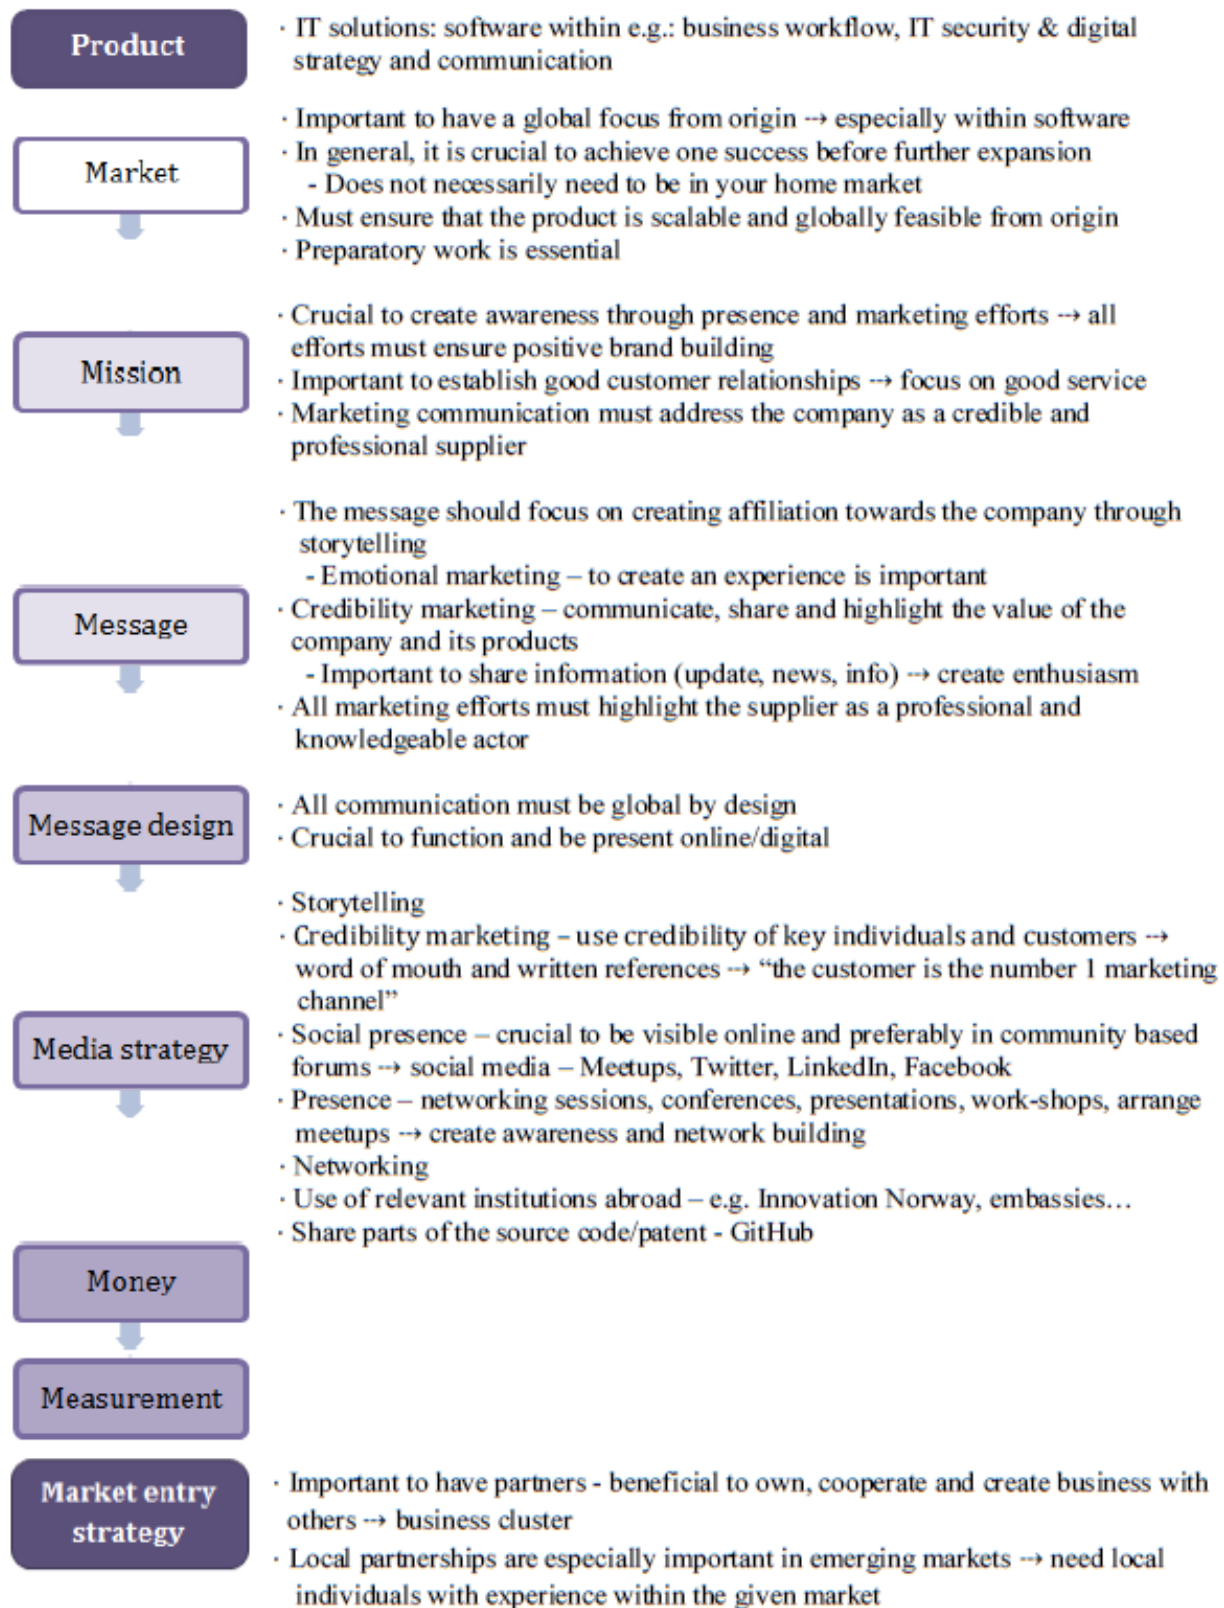 Product
· IT solutions: software within e.g.: business workflow, IT security & digital
strategy and communication
Market
· Important to have a global focus from origin → especially within software
· In general, it is crucial to achieve one success before further expansion
- Does not necessarily need to be in your home market
· Must ensure that the product is scalable and globally feasible from origin
· Preparatory work is essential
Mission
· Crucial to create awareness through presence and marketing efforts → all
efforts must ensure positive brand building
· Important to establish good customer relationships → focus on good service
· Marketing communication must address the company as a credible and
professional supplier
Message
· The message should focus on creating affiliation towards the company through
storytelling
- Emotional marketing – to create an experience is important
· Credibility marketing – communicate, share and highlight the value of the
company and its products
- Important to share information (update, news, info) → create enthusiasm
· All marketing efforts must highlight the supplier as a professional and
knowledgeable actor
Message design
· All communication must be global by design
· Crucial to function and be present online/digital
Media strategy
· Storytelling
· Credibility marketing – use credibility of key individuals and customers →
word of mouth and written references → “the customer is the number 1 marketing
channel”
· Social presence – crucial to be visible online and preferably in community based
forums → social media – Meetups, Twitter, LinkedIn, Facebook
· Presence – networking sessions, conferences, presentations, work-shops, arrange
meetups → create awareness and network building
· Networking
· Use of relevant institutions abroad – e.g. Innovation Norway, embassies…
· Share parts of the source code/patent - GitHub
Money
Measurement
Market entry
strategy
· Important to have partners - beneficial to own, cooperate and create business with
others → business cluster
· Local partnerships are especially important in emerging markets → need local
individuals with experience within the given market